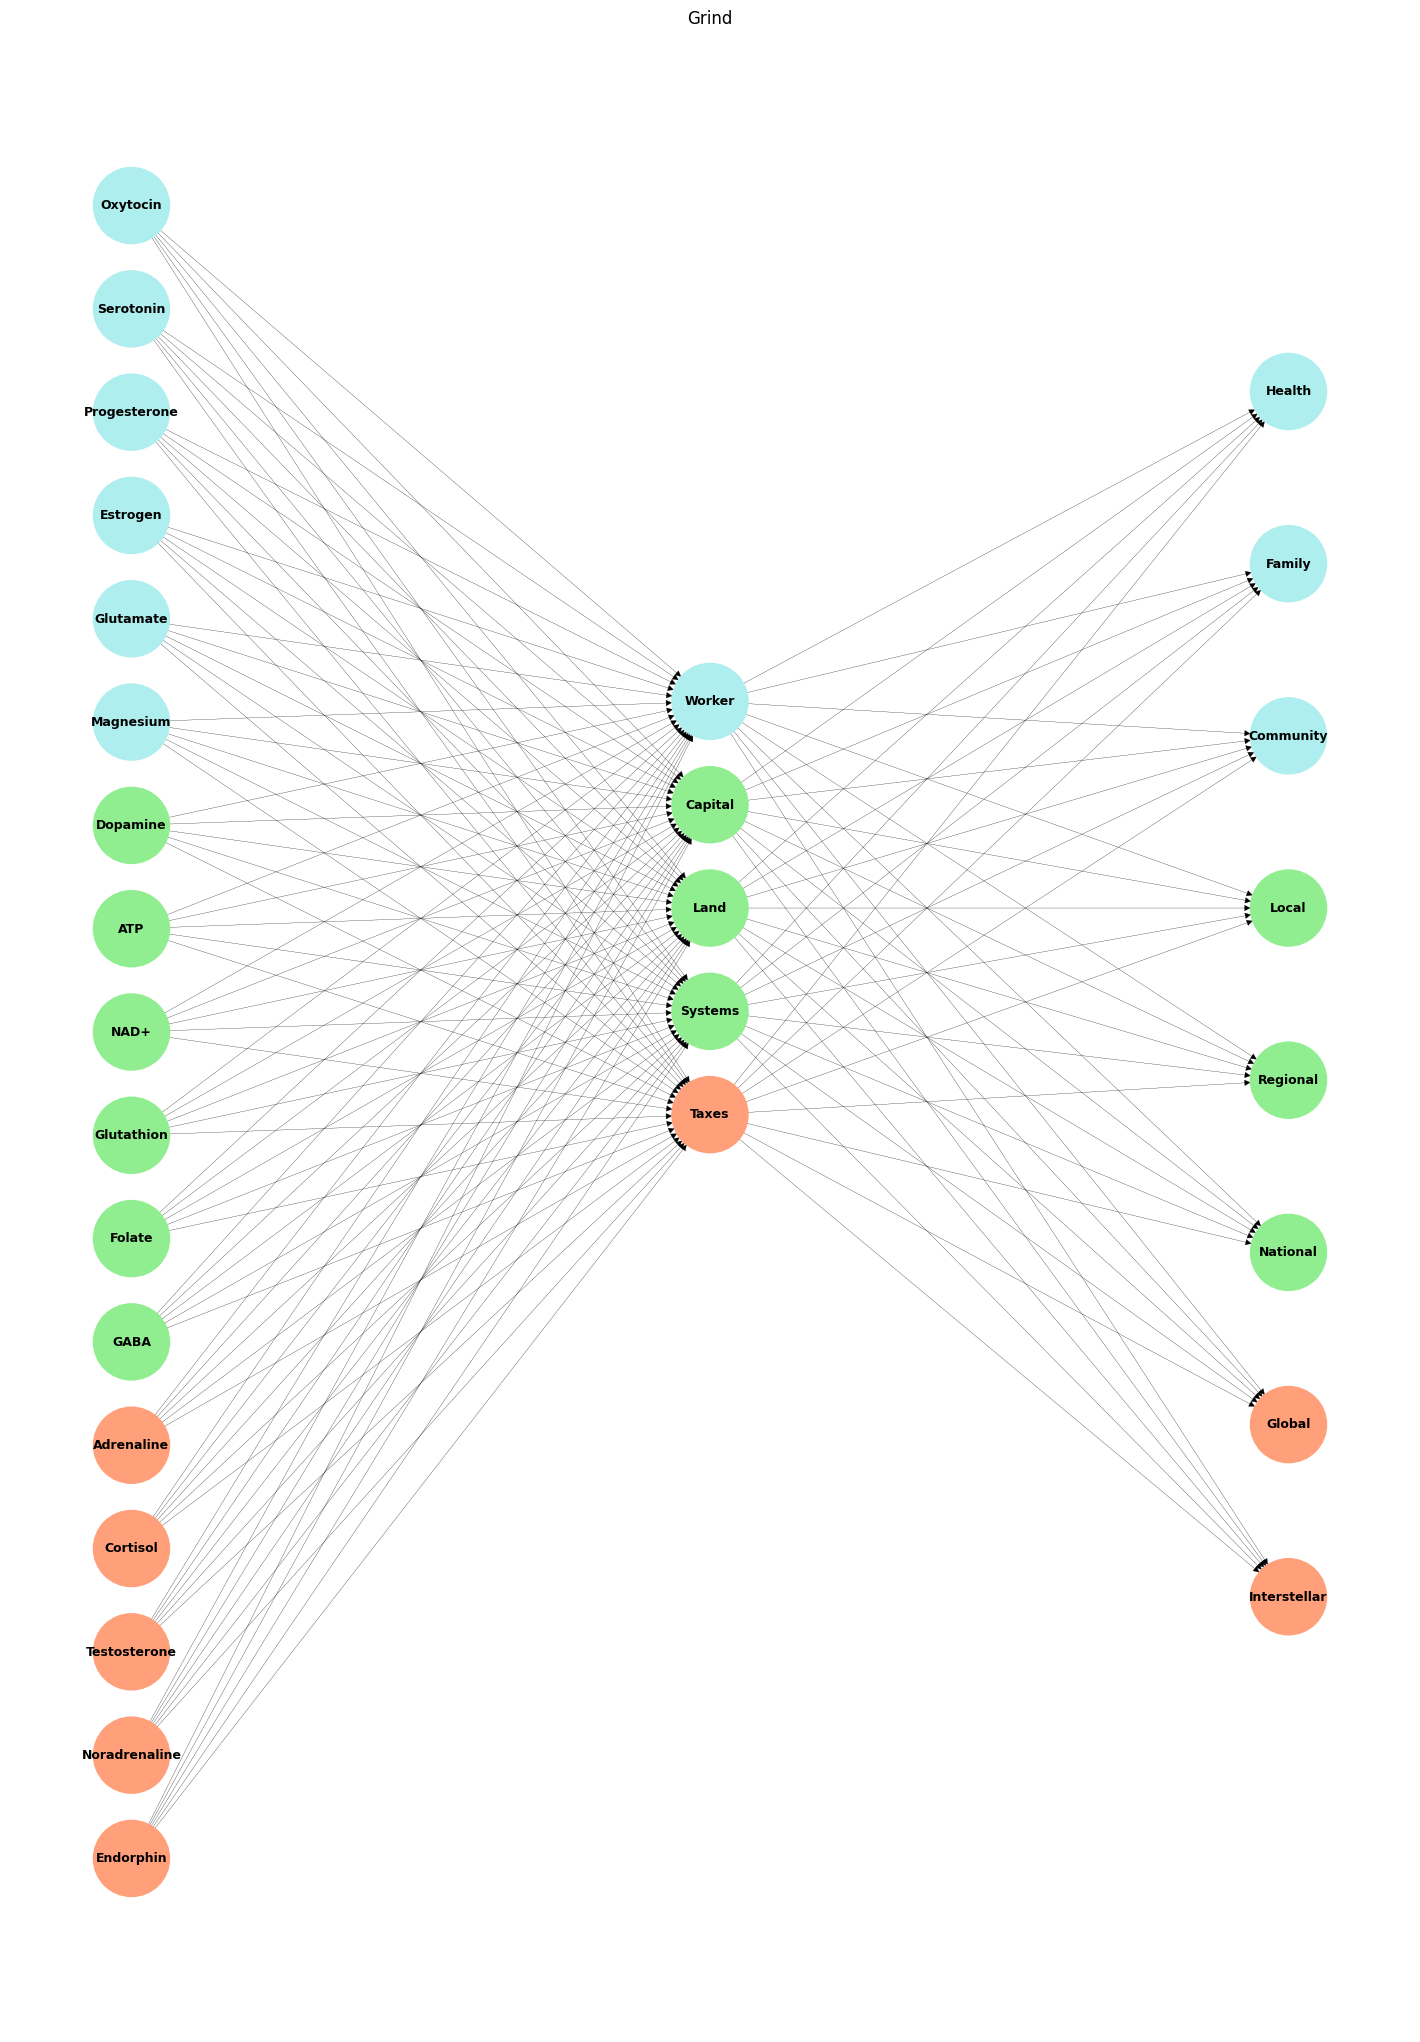 Grind
Oxytocin
Serotonin
Progesterone
Estrogen
Glutamate
Magnesium
Dopamine
ATP
NAD+
Glutathion
Folate
GABA
Adrenaline
Cortisol
Testosterone
Noradrenaline
Endorphin
Worker
Capital
Land
Systems
Taxes
Health
Family
Community
Local
Regional
National
Global
Interstellar